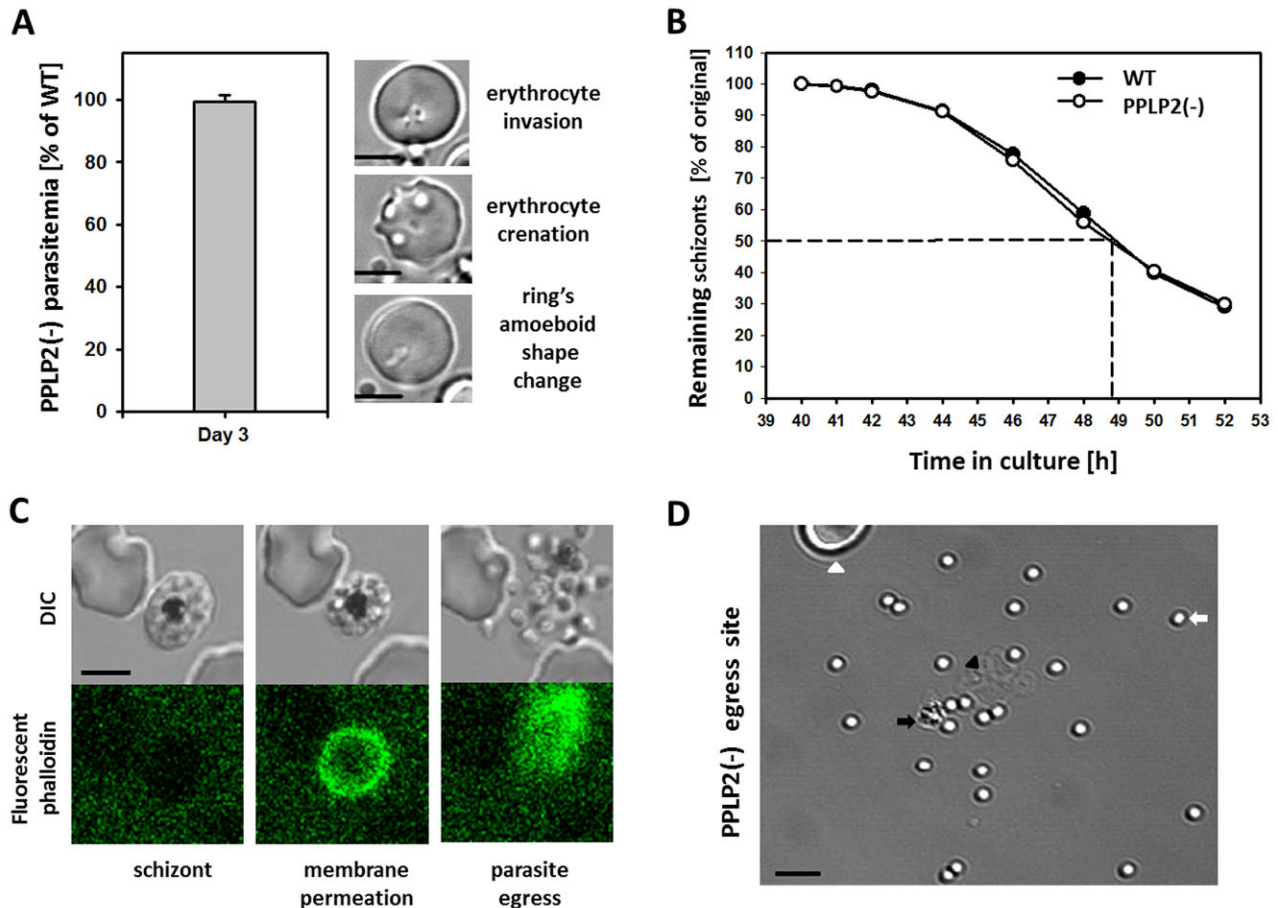 A
PPLP2(-) parasitemia [% of WT]
100
80
60
40
20
0
Day 3
erythrocyte
invasion
erythrocyte
crenation
ring's
amoeboid
shape
change
B
Remaining schizonts [% of original]
110
100
90
80
70
60
50
40
30
20
10
0
WT
PPLP2(-)
39 40 41 42 43 44 45 46 47 48 49 50 51 52 53
Time in culture [h]
C
DIC
Fluorescent
phalloidin
schizont
membrane
permeation
parasite
egress
D
PPLP2(-) egress site